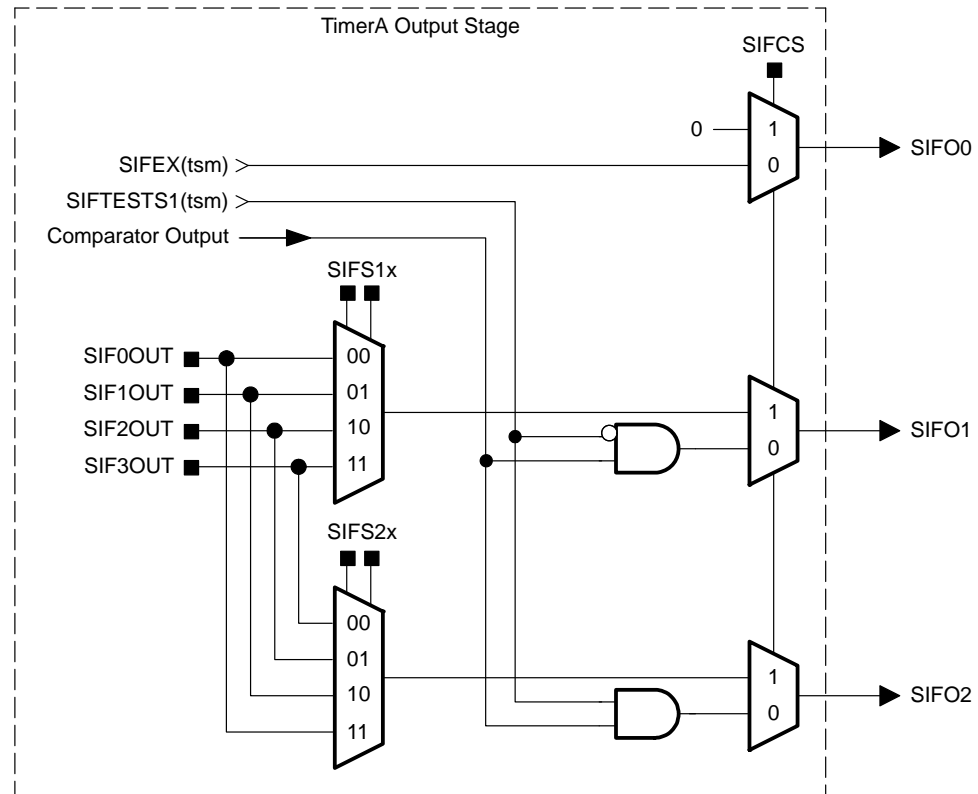 TimerA Output Stage
SIFCS
0
1
0
SIFO0
SIFEX(tsm)
SIFTESTS1(tsm)
Comparator Output
SIFS1x
SIF0OUT
SIF1OUT
SIF2OUT
SIF3OUT
00
01
10
11
1
0
SIFO1
SIFS2x
00
01
10
11
1
0
SIFO2